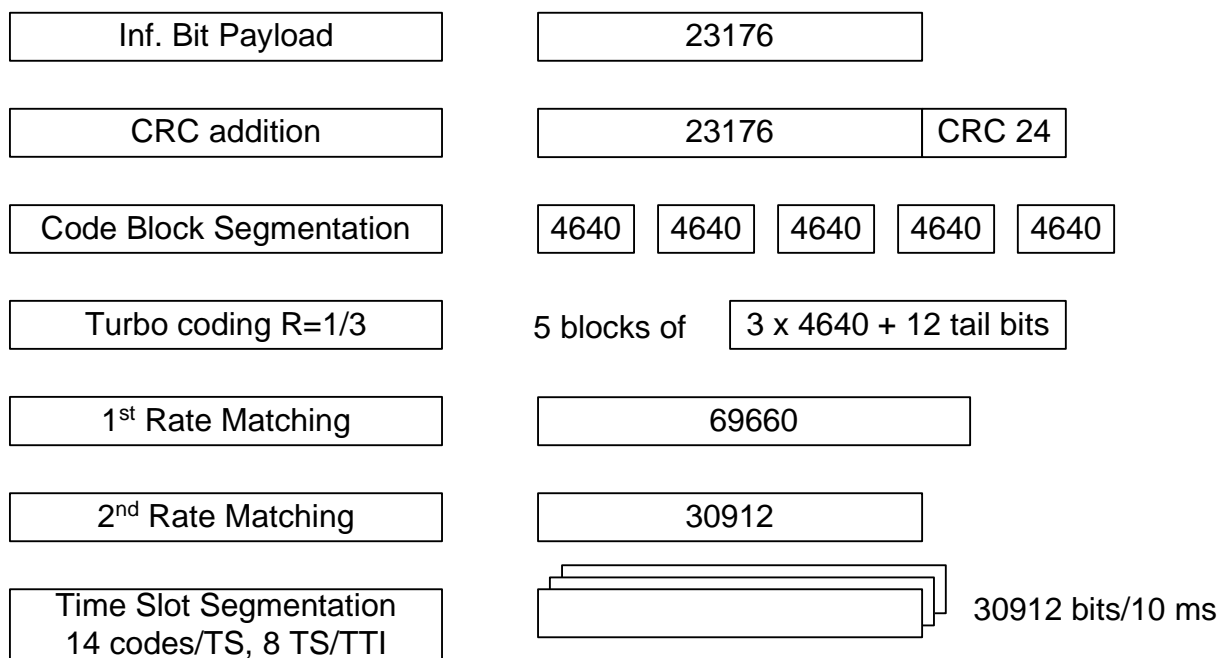 Inf. Bit Payload 23176
CRC addition 23176 CRC 24
Code Block Segmentation 4640 4640 4640 4640 4640
Turbo coding R=1/3 5 blocks of 3 x 4640 + 12 tail bits
1st Rate Matching 69660
2nd Rate Matching 30912
Time Slot Segmentation
14 codes/TS, 8 TS/TTI
30912 bits/10 ms